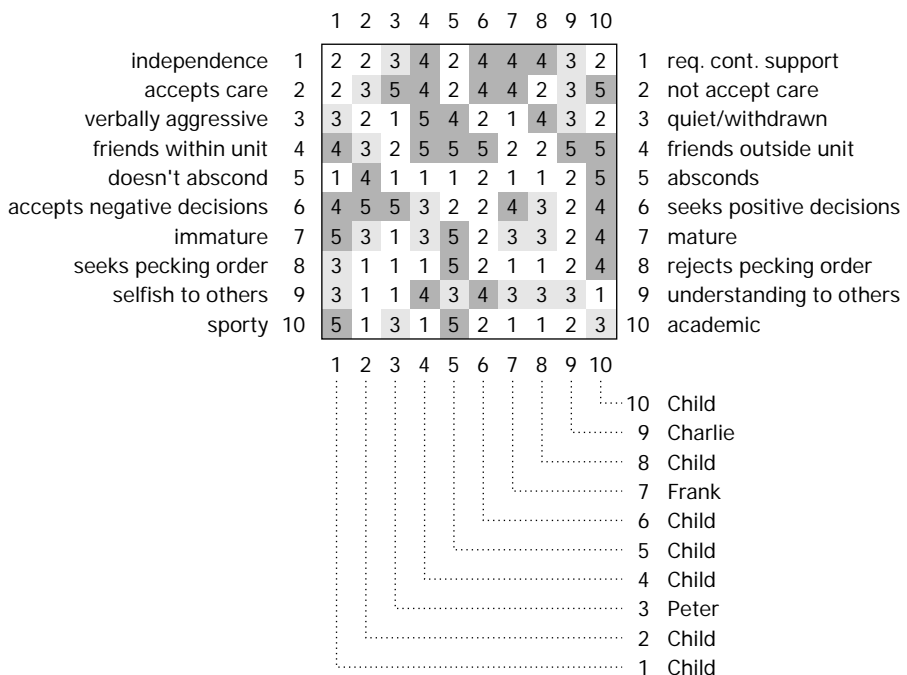 1 2 3 4 5 6 7 8 9 10
independence 1 2 2 3 4 2 4 4 4 3 2 1 req. cont. support
accepts care 2 2 3 5 4 2 4 4 2 3 5 2 not accept care
verbally aggressive 3 3 2 1 5 4 2 1 4 3 2 3 quiet/withdrawn
friends within unit 4 4 3 2 5 5 5 2 2 5 5 4 friends outside unit
doesn't abscond 5 1 4 1 1 1 2 1 1 2 5 5 absconds
accepts negative decisions 6 4 5 5 3 2 2 4 3 2 4 6 seeks positive decisions
immature 7 5 3 1 3 5 2 3 3 2 4 7 mature
seeks pecking order 8 3 1 1 1 5 2 1 1 2 4 8 rejects pecking order
selfish to others 9 3 1 1 4 3 4 3 3 3 1 9 understanding to others
sporty 10 5 1 3 1 5 2 1 1 2 3 10 academic
1 2 3 4 5 6 7 8 9 10
10 Child
9 Charlie
8 Child
7 Frank
6 Child
5 Child
4 Child
3 Peter
2 Child
1 Child